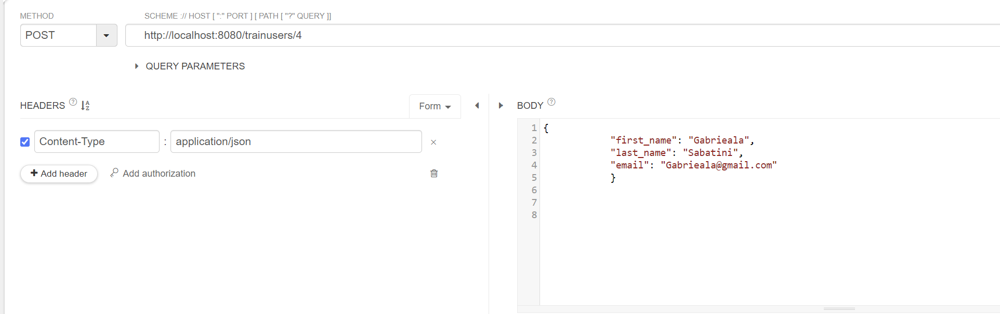 METHOD
SCHEME :// HOST [ ":" PORT ] [ PATH [ "?" QUERY ]]
POST
http://localhost:8080/trainusers/4
QUERY PARAMETERS
HEADERS ? A Z
Form
BODY ?
Content-Type : application/json ×
+ Add header
Add authorization
1 {
2 "first_name": "Gabrieala",
3 "last_name": "Sabatini",
4 "email": "Gabrieala@gmail.com"
5 }
6
7
8